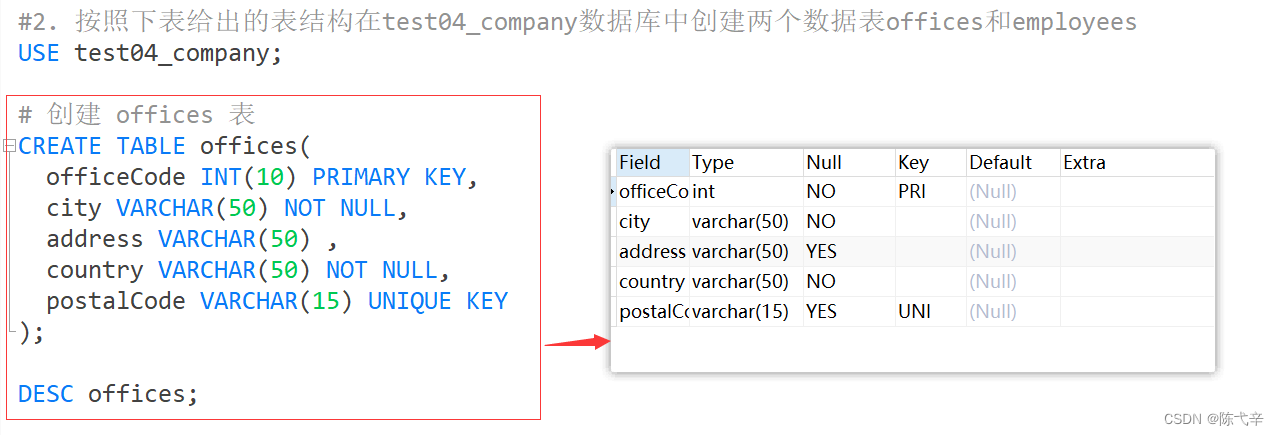 #2. 按照下表给出的表结构在test04_company数据库中创建两个数据表offices和employees
USE test04_company;
# 创建 offices 表
CREATE TABLE offices(
officeCode INT(10) PRIMARY KEY,
city VARCHAR(50) NOT NULL,
address VARCHAR(50) ,
country VARCHAR(50) NOT NULL,
postalCode VARCHAR(15) UNIQUE KEY
);
DESC offices;
Field Type Null Key Default Extra
officeCo int NO PRI (Null)
city varchar(50) NO (Null)
address varchar(50) YES (Null)
country varchar(50) NO (Null)
postalCo varchar(15) YES UNI (Null)
CSDN @陈弋辛